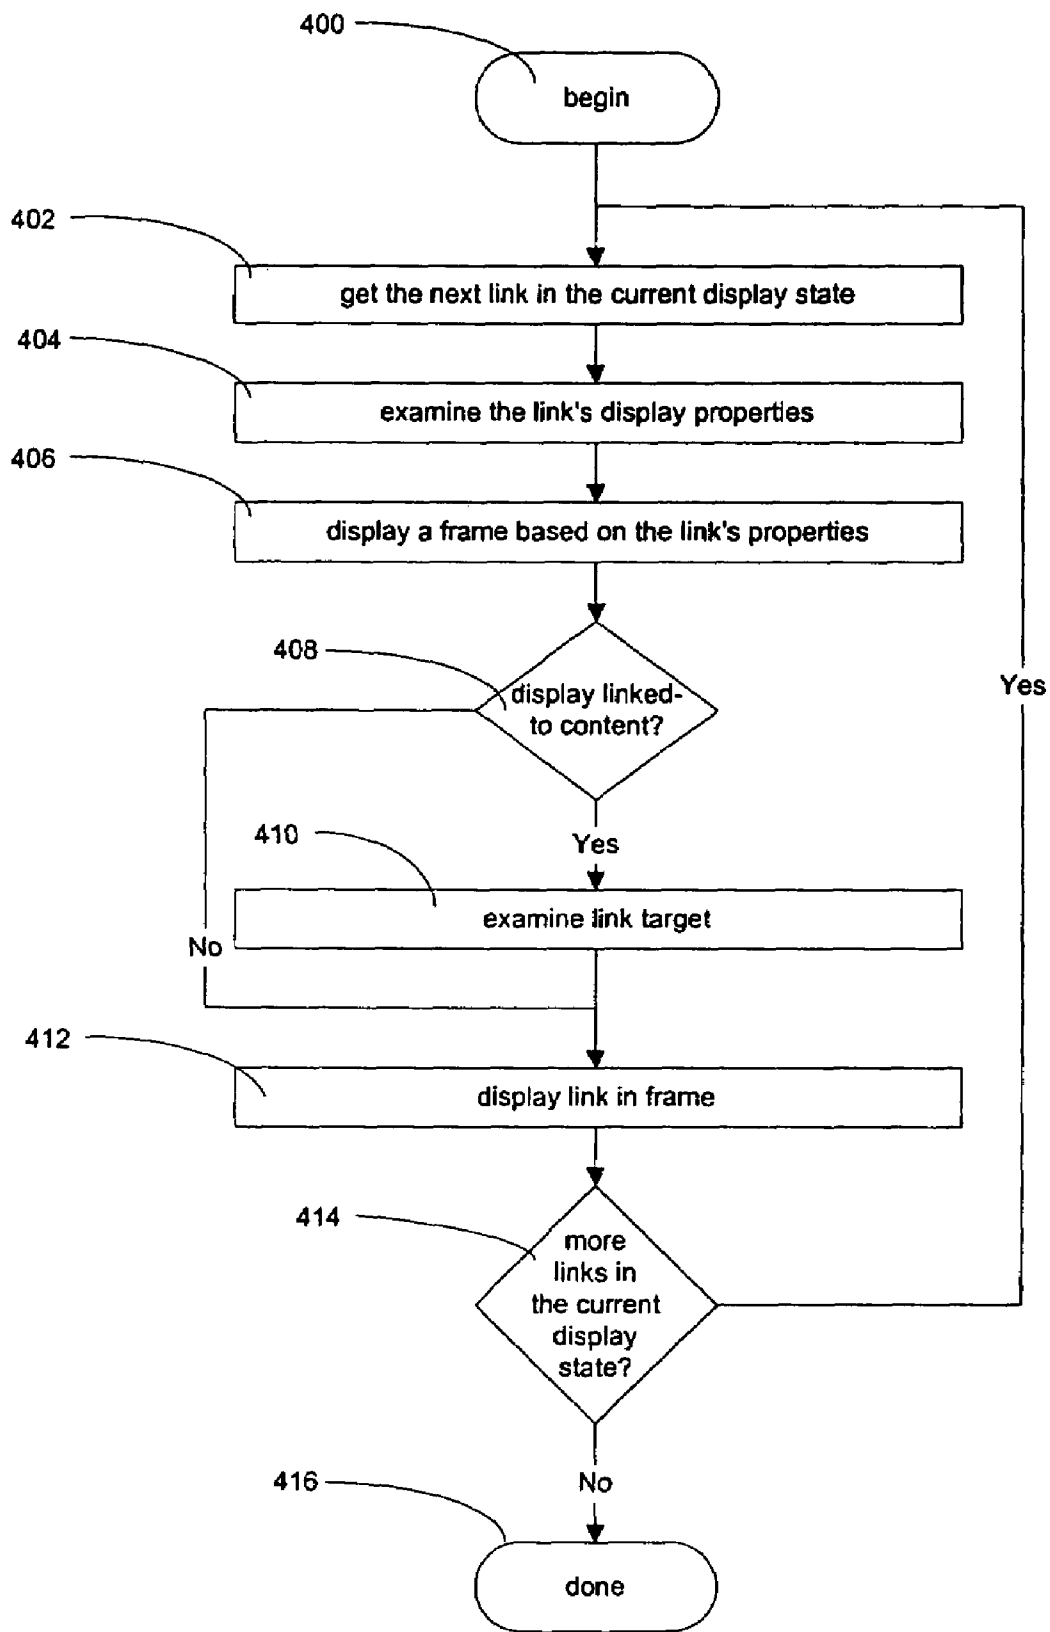 400
begin
402
get the next link in the current display state
404
examine the link's display properties
406
display a frame based on the link's properties
408
display linked-
to content?
Yes
410
Yes
examine link target
No
412
display link in frame
414
more
links in
the current
display
state?
No
416
done